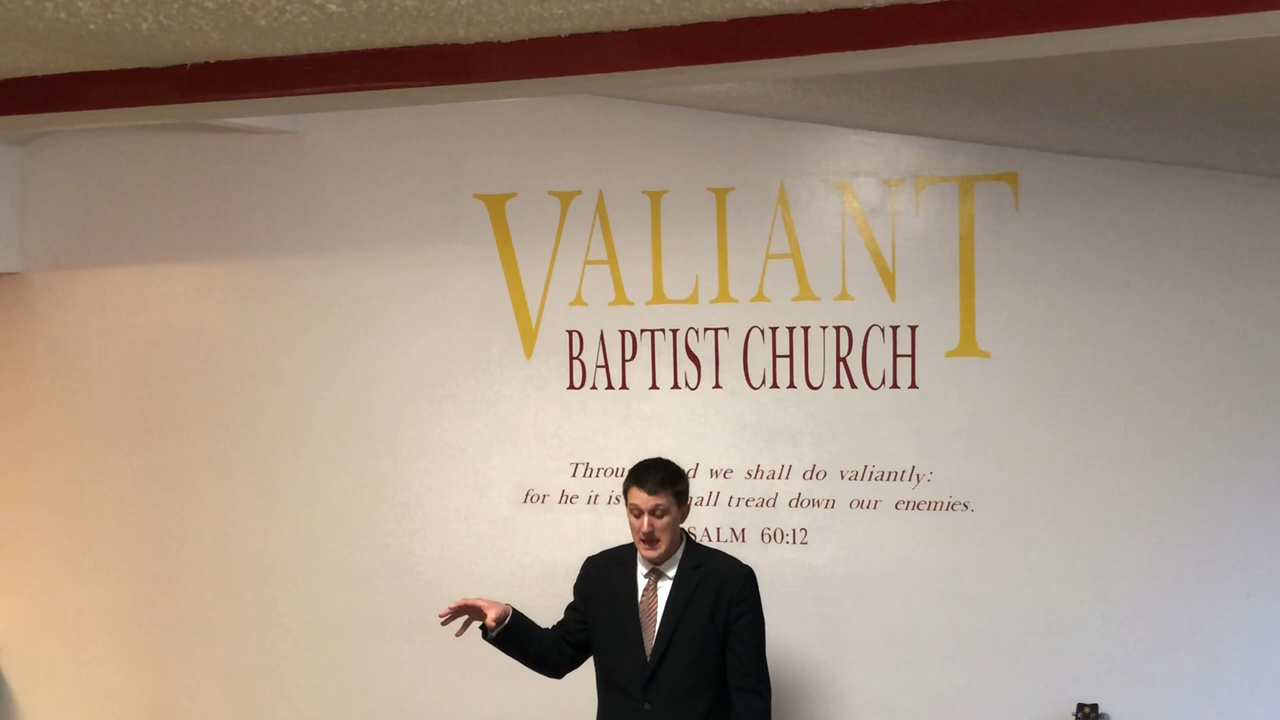 VALIANT
BAPTIST CHURCH
Throu d we shall do valiantly:
for he it is all tread down our enemies.
SALM 60:12